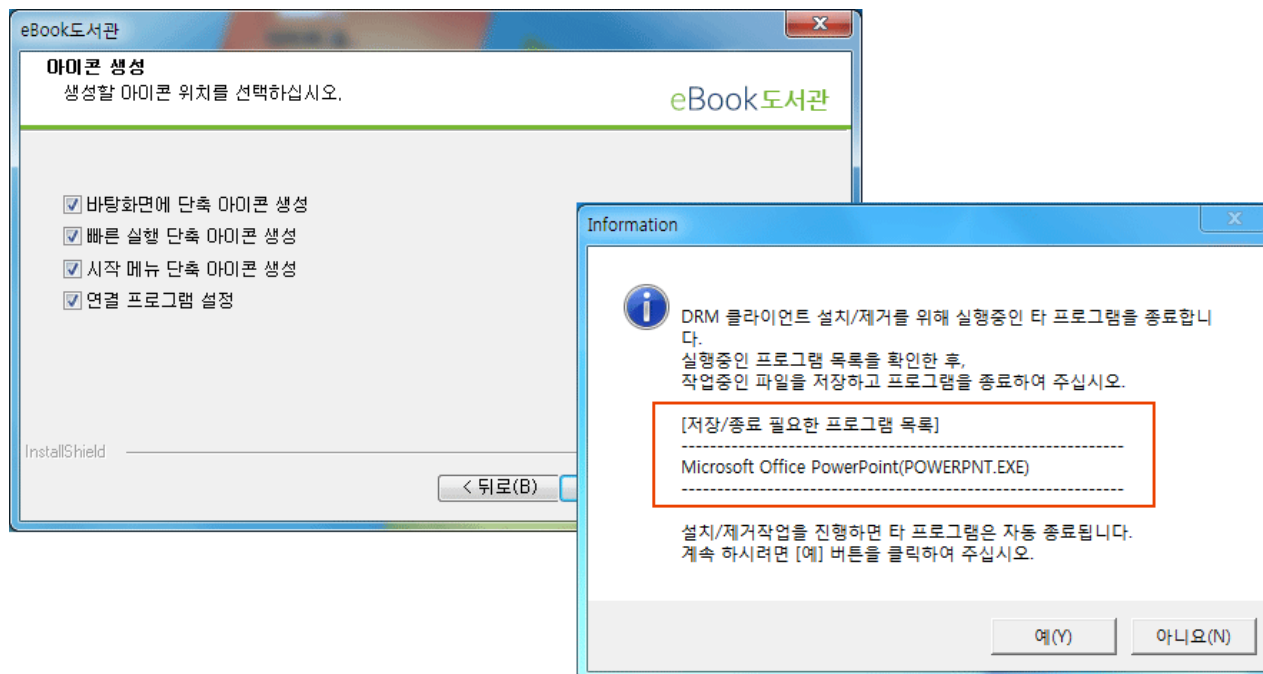 eBook도서관
아이콘 생성
생성할 아이콘 위치를 선택하십시오.
eBook도서관
바탕화면에 단축 아이콘 생성
빠른 실행 단축 아이콘 생성
시작 메뉴 단축 아이콘 생성
연결 프로그램 설정
InstallShield
< 뒤로(B)
Information
DRM 클라이언트 설치/제거를 위해 실행중인 타 프로그램을 종료합니
다.
실행중인 프로그램 목록을 확인한 후,
작업중인 파일을 저장하고 프로그램을 종료하여 주십시오.
[저장/종료 필요한 프로그램 목록]
--------------------------------------------------------------
Microsoft Office PowerPoint(POWERPNT.EXE)
--------------------------------------------------------------
설치/제거작업을 진행하면 타 프로그램은 자동 종료됩니다.
계속 하시려면 [예] 버튼을 클릭하여 주십시오.
예(Y)
아니요(N)